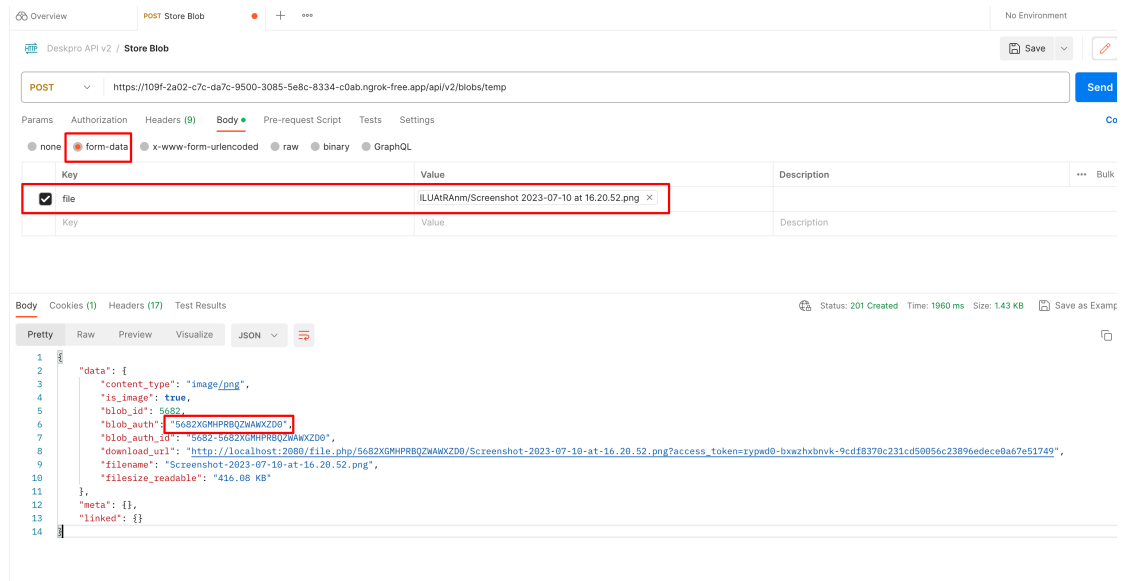 Overview POST Store Blob No Environment
HTTP Deskpro API v2 / Store Blob Save
POST https://109f-2a02-c7c-da7c-9500-3085-5e8c-8334-c0ab.ngrok-free.app/api/v2/blobs/temp Send
Params Authorization Headers (9) Body Pre-request Script Tests Settings Co
none form-data x-www-form-urlencoded raw binary GraphQL
Key Value Description Bulk
file ILUAtRAnm/Screenshot 2023-07-10 at 16.20.52.png
Key Value Description
Body Cookies (1) Headers (17) Test Results Status: 201 Created Time: 1960 ms Size: 1.43 KB Save as Examp
Pretty Raw Preview Visualize JSON
1 {
2 "data": {
3 "content_type": "image/png",
4 "is_image": true,
5 "blob_id": 5682,
6 "blob_auth": "5682XGMHPRBQZWAWXZD0",
7 "blob_auth_id": "5682-5682XGMHPRBQZWAWXZD0",
8 "download_url": "http://localhost:2080/file.php/5682XGMHPRBQZWAWXZD0/Screenshot-2023-07-10-at-16.20.52.png?access_token=rypwd0-bxwzhxbnvk-9cdf8370c231cd50056c23896edece0a67e51749",
9 "filename": "Screenshot-2023-07-10-at-16.20.52.png",
10 "filesize_readable": "416.08 KB"
11 },
12 "meta": {},
13 "linked": {}
14 }